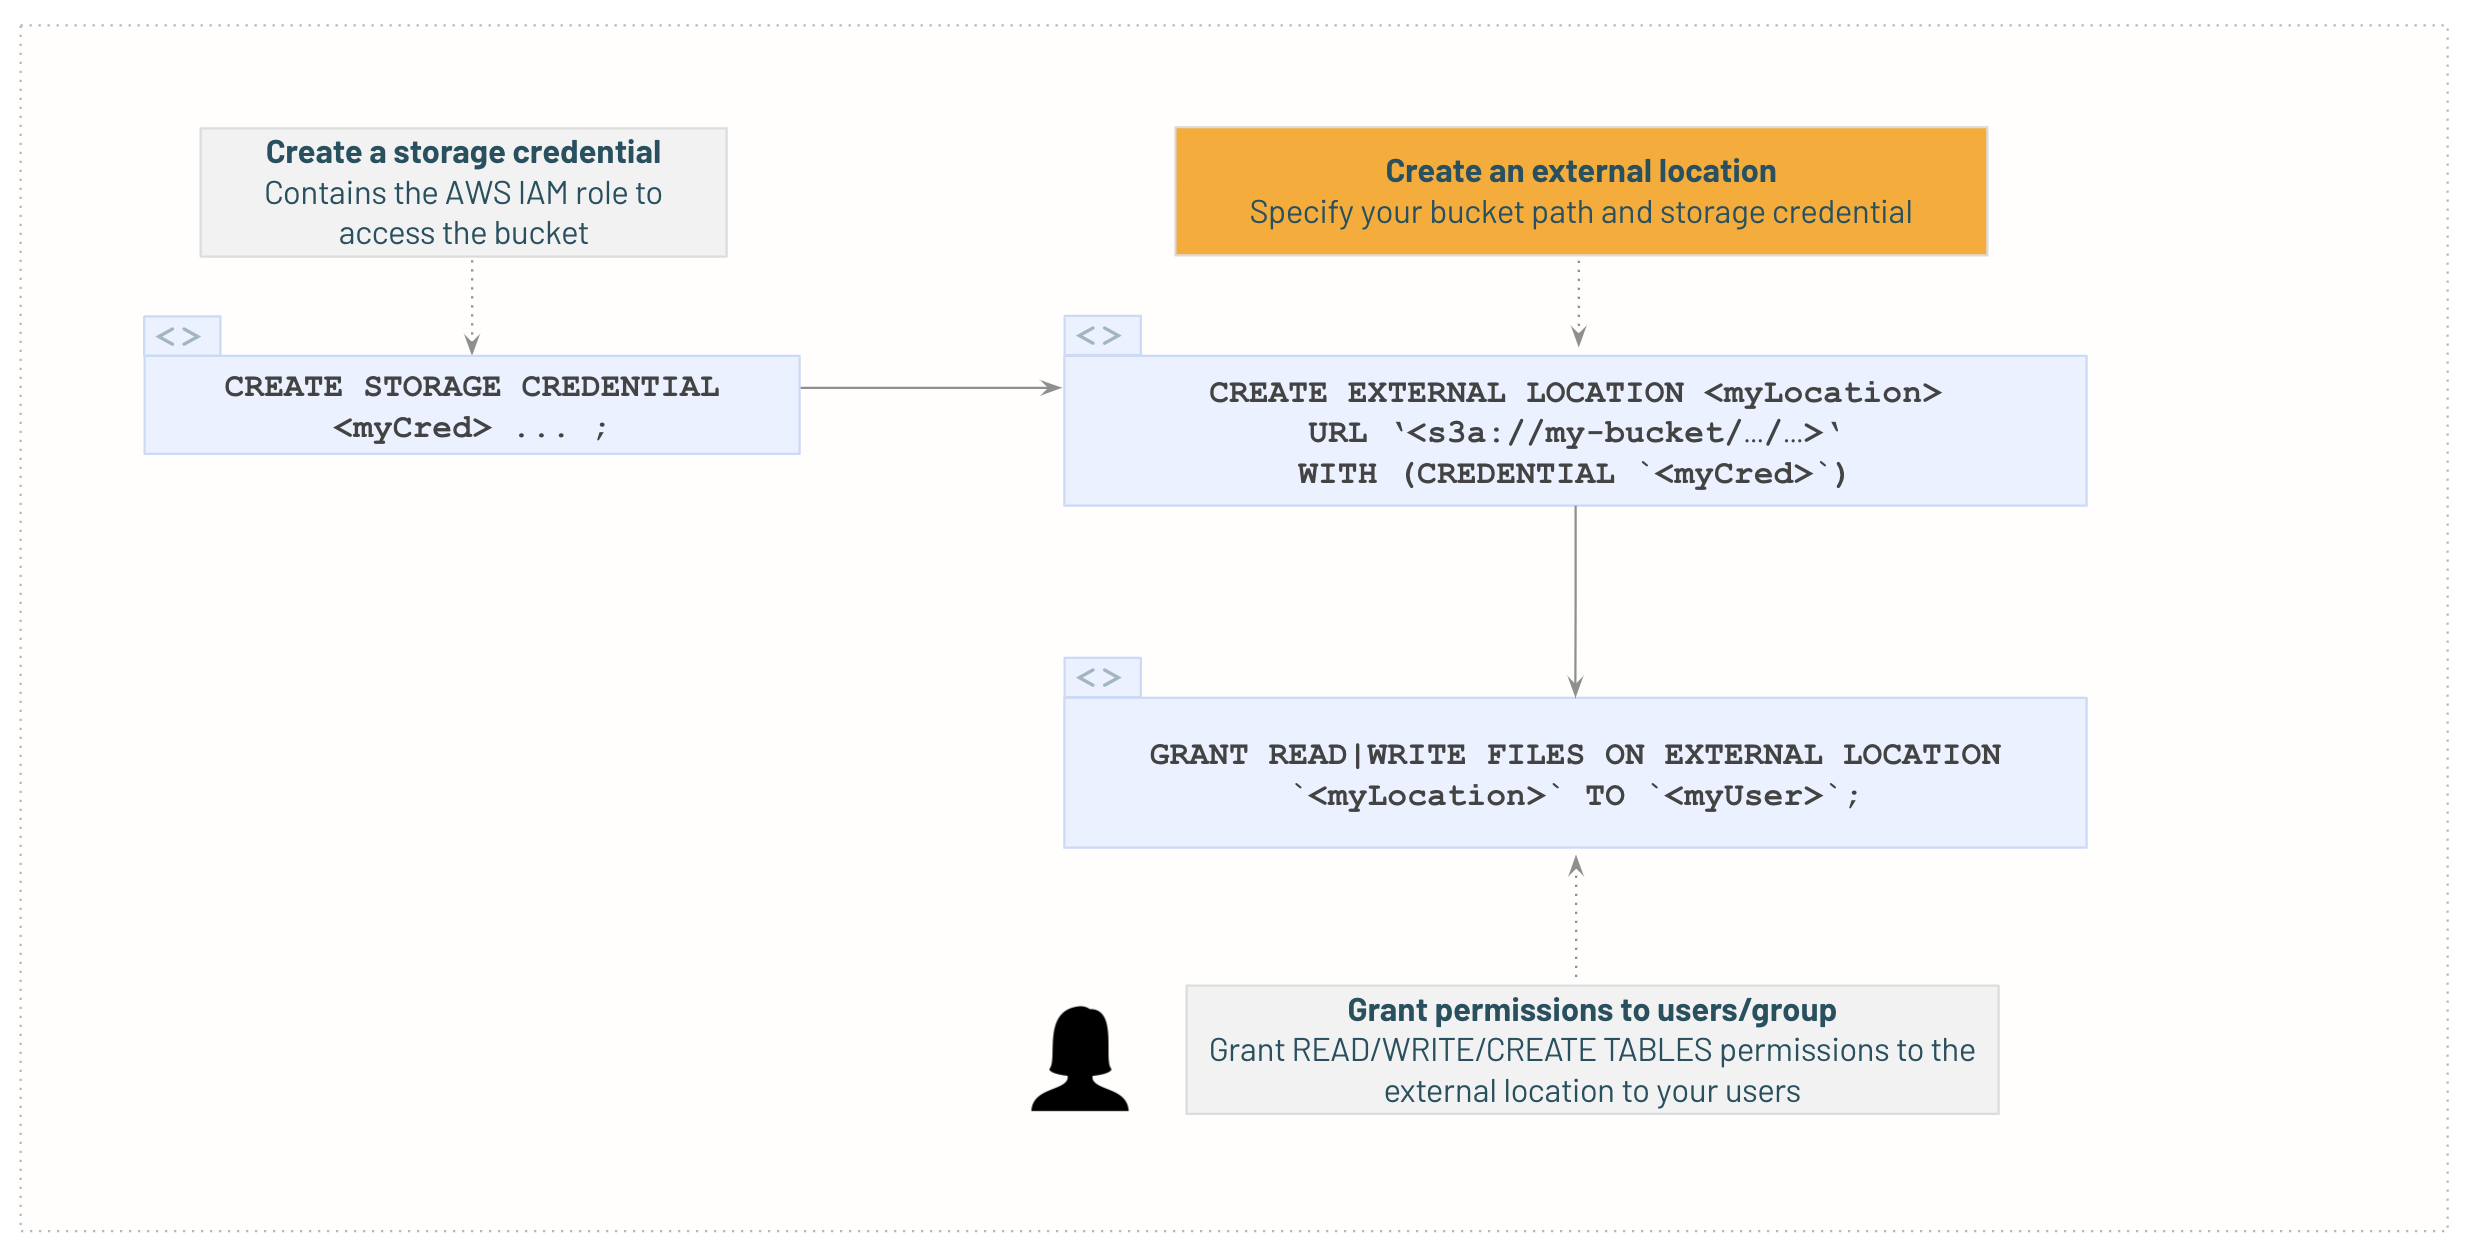 Create a storage credential
Contains the AWS IAM role to
access the bucket
<>
CREATE STORAGE CREDENTIAL
<myCred> ... ;
Create an external location
Specify your bucket path and storage credential
<>
CREATE EXTERNAL LOCATION <myLocation>
URL ‘<s3a://my-bucket/…/…>‘
WITH (CREDENTIAL `<myCred>`)
<>
GRANT READ|WRITE FILES ON EXTERNAL LOCATION
`<myLocation>` TO `<myUser>`;
Grant permissions to users/group
Grant READ/WRITE/CREATE TABLES permissions to the
external location to your users